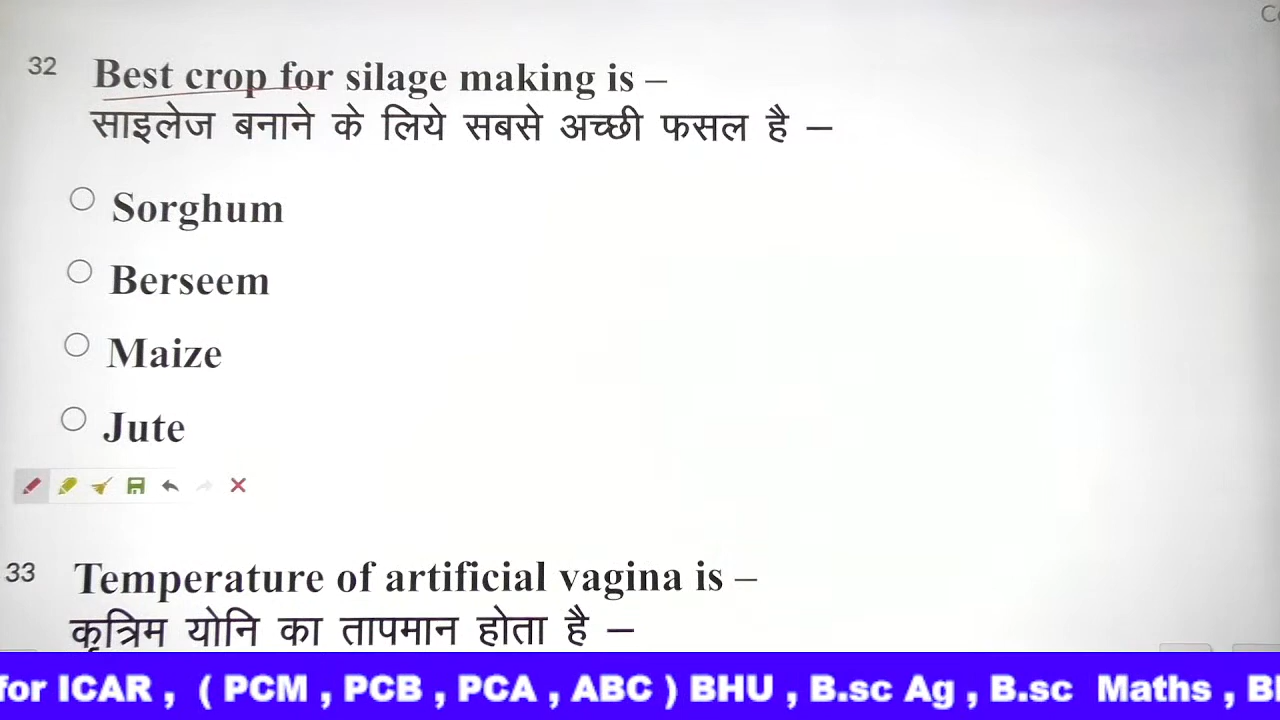 32 Best crop for silage making is –
साइलेज बनाने के लिये सबसे अच्छी फसल है –
Sorghum
Berseem
Maize
Jute
33 Temperature of artificial vagina is –
कृत्रिम योनि का तापमान होता है –
for ICAR , ( PCM , PCB , PCA , ABC ) BHU , B.sc Ag , B.sc Maths ,